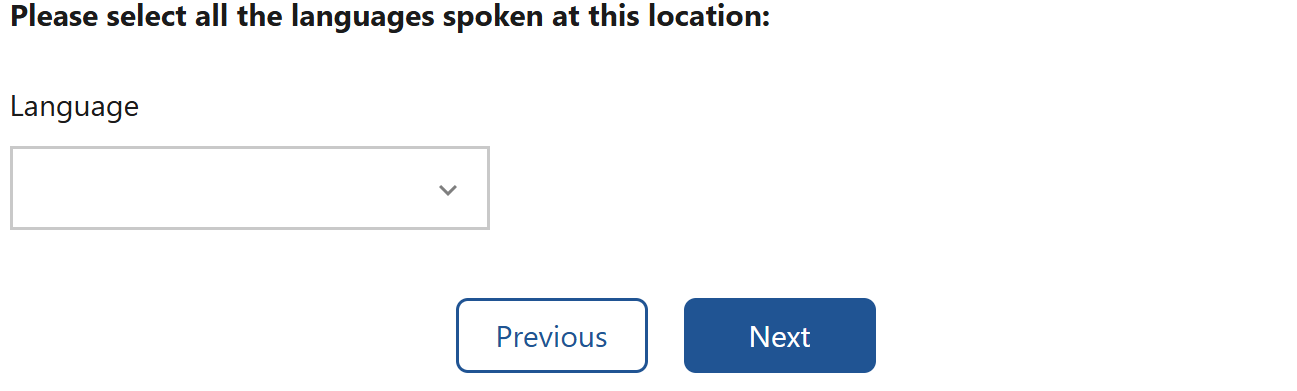 Please select all the languages spoken at this location:
Language
Previous Next